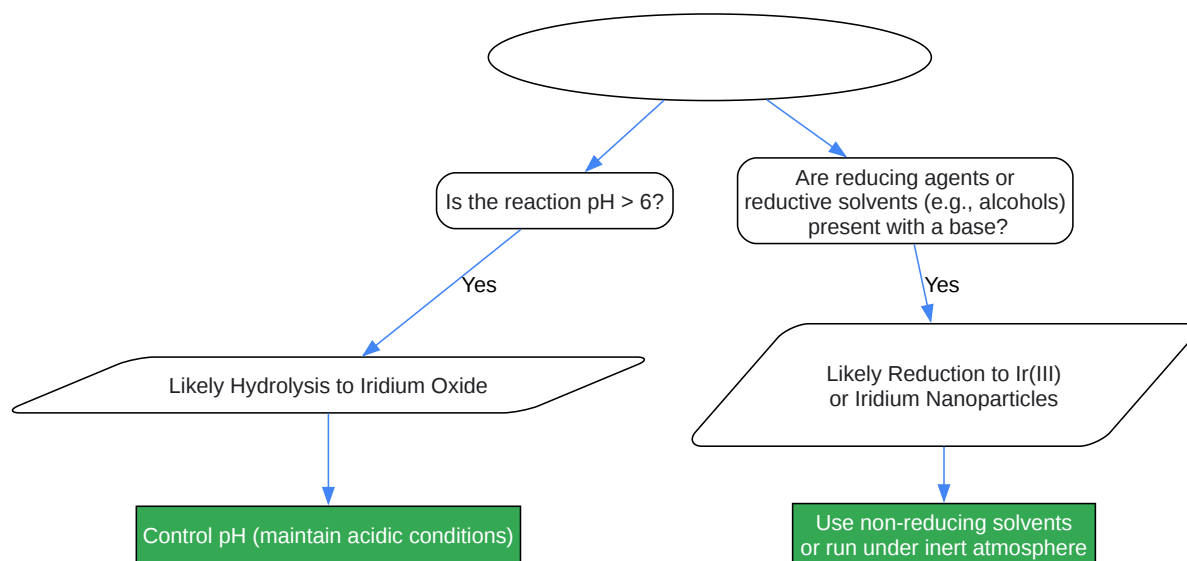 Is the reaction pH > 6?
Are reducing agents or
reductive solvents (e.g., alcohols)
present with a base?
Yes
Yes
Likely Hydrolysis to Iridium Oxide
Likely Reduction to Ir(III)
or Iridium Nanoparticles
Control pH (maintain acidic conditions)
Use non-reducing solvents
or run under inert atmosphere